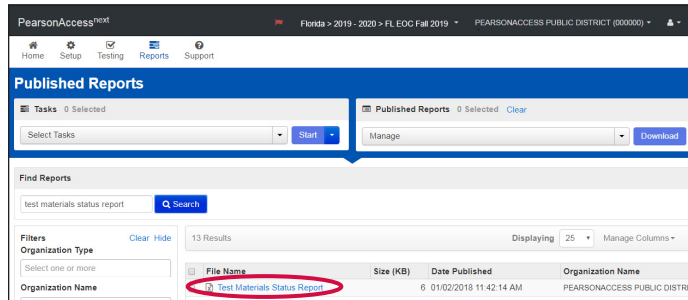 PearsonAccessnext Florida > 2019 - 2020 > FL EOC Fall 2019 PEARSONACCESS PUBLIC DISTRICT (000000)
Home Setup Testing Reports Support
Published Reports
Tasks 0 Selected Published Reports 0 Selected Clear
Select Tasks Start Manage Download
Find Reports
test materials status report Search
Filters Clear Hide 13 Results Displaying 25 Manage Columns
Organization Type
Select one or more File Name Size (KB) Date Published Organization Name
Organization Name Test Materials Status Report 6 01/02/2018 11:42:14 AM PEARSONACCESS PUBLIC DISTRI